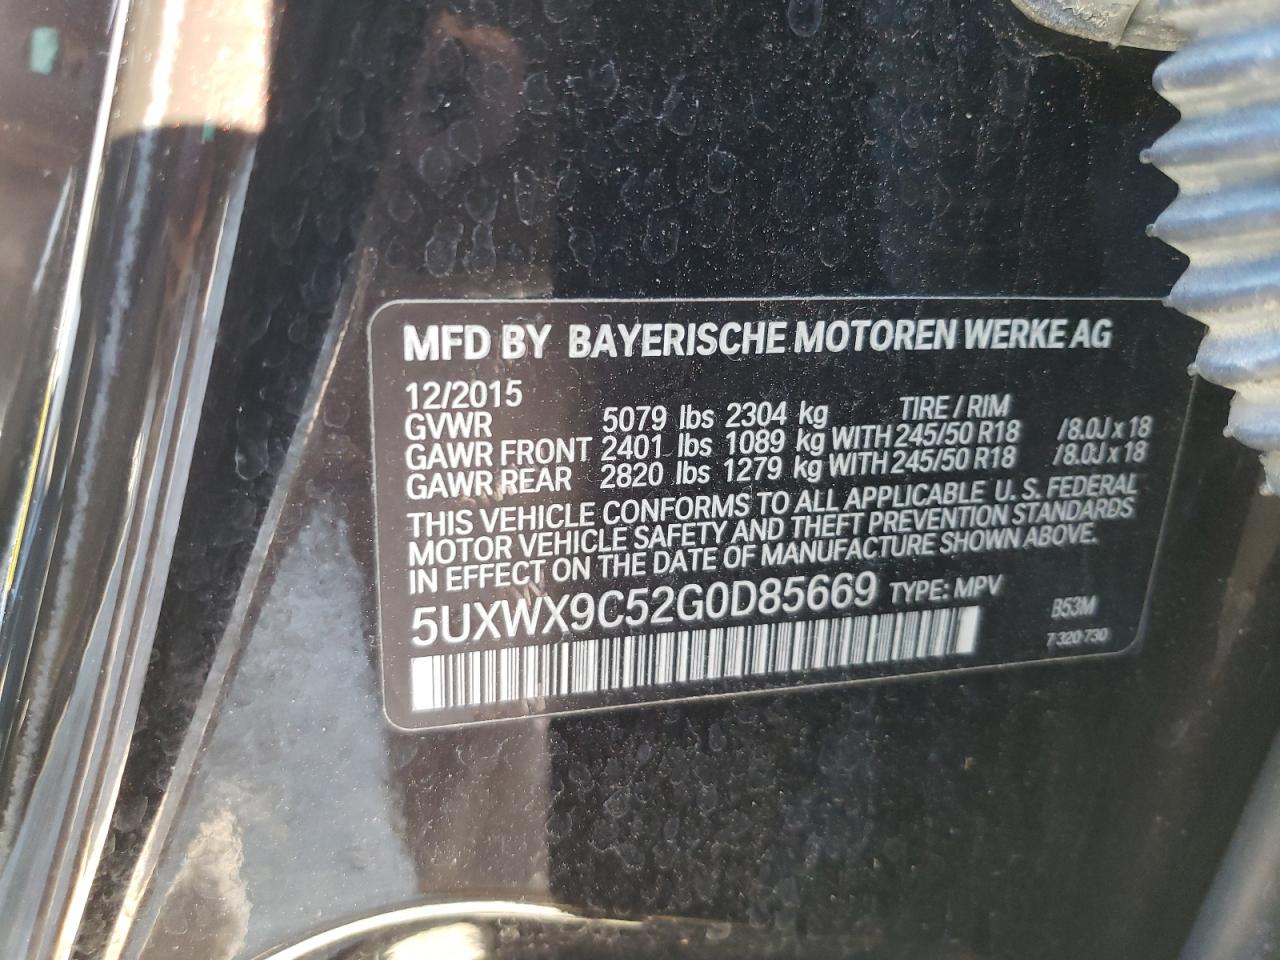 MFD BY BAYERISCHE MOTOREN WERKE AG
12/2015
GVWR 5079 lbs 2304 kg TIRE / RIM
GAWR FRONT 2401 lbs 1089 kg WITH 245/50 R18 /8.0J x 18
GAWR REAR 2820 lbs 1279 kg WITH 245/50 R18 /8.0J x 18
THIS VEHICLE CONFORMS TO ALL APPLICABLE U.S. FEDERAL
MOTOR VEHICLE SAFETY AND THEFT PREVENTION STANDARDS
IN EFFECT ON THE DATE OF MANUFACTURE SHOWN ABOVE.
5UXWX9C52G0D85669 TYPE: MPV
B53M
7 320 730